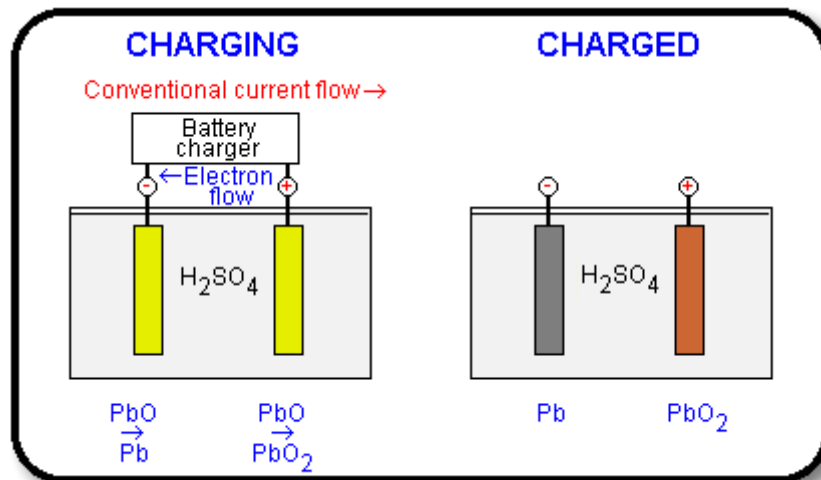 CHARGING
Conventional current flow→
Battery
charger
-
←Electron
flow
+
H₂SO₄
PbO
→
Pb
PbO
→
PbO₂
CHARGED
-
+
H₂SO₄
Pb
PbO₂